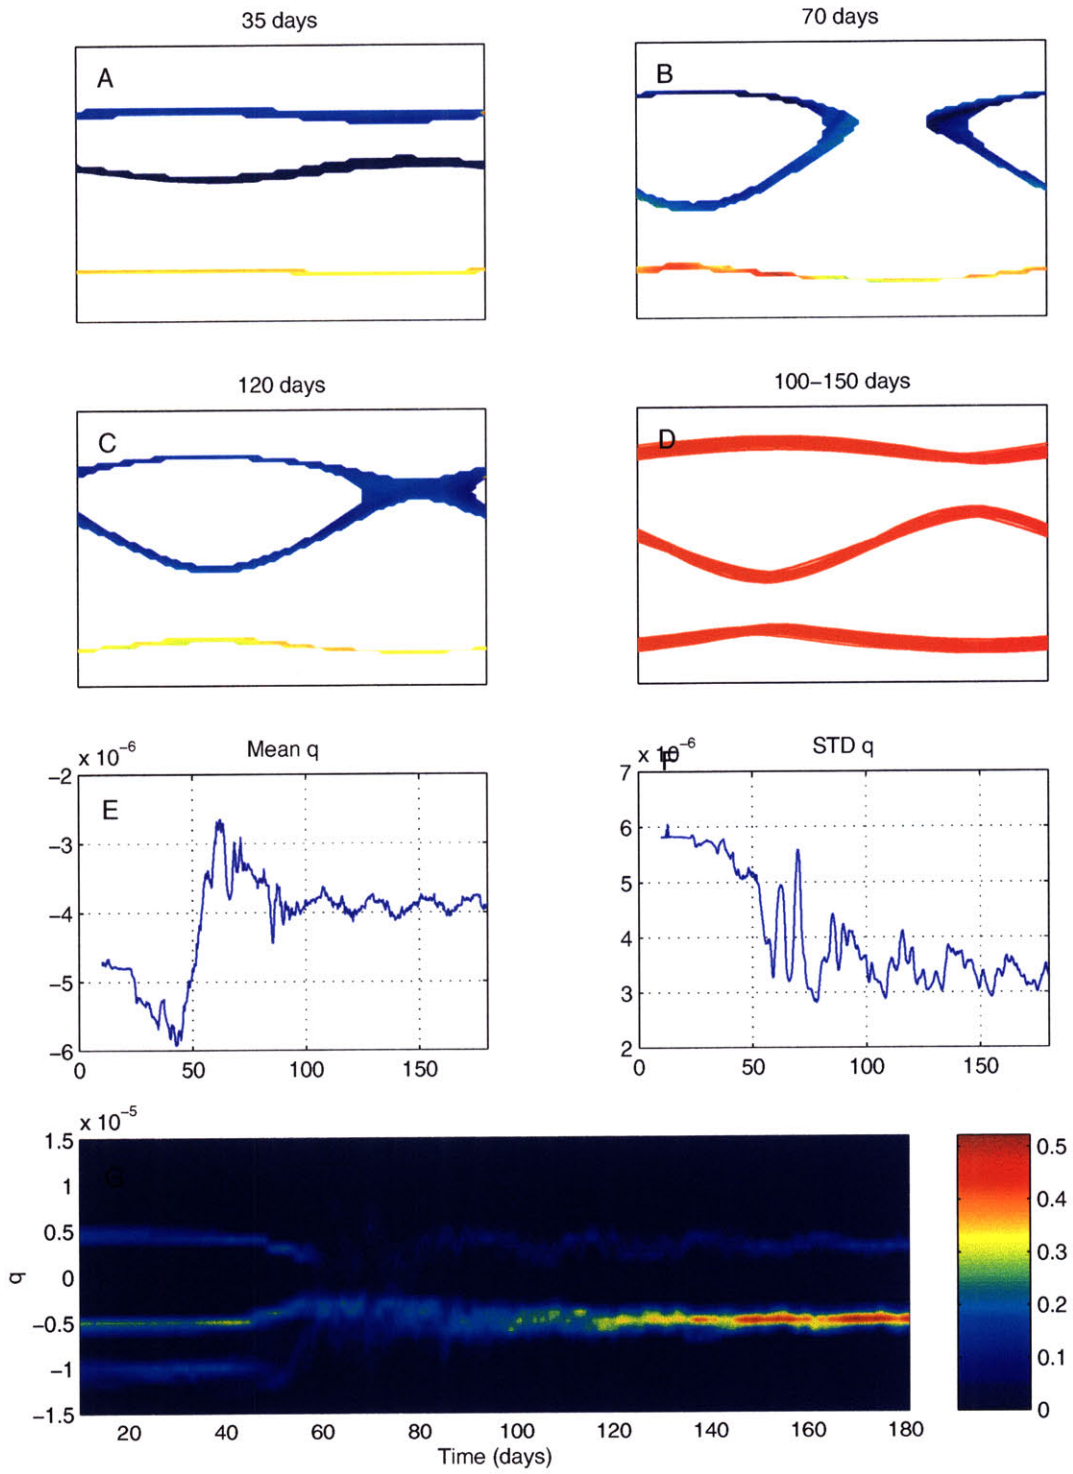 35 days
70 days
A
B
120 days
100−150 days
C
D
x 10⁻⁶
Mean q
x 10⁻⁶
STD q
E
F
−2
−3
−4
−5
−6
0
50
100
150
7
6
5
4
3
2
0
50
100
150
x 10⁻⁵
G
1.5
1
0.5
0
−0.5
−1
−1.5
q
20
40
60
80
100
120
140
160
180
Time (days)
0.5
0.4
0.3
0.2
0.1
0